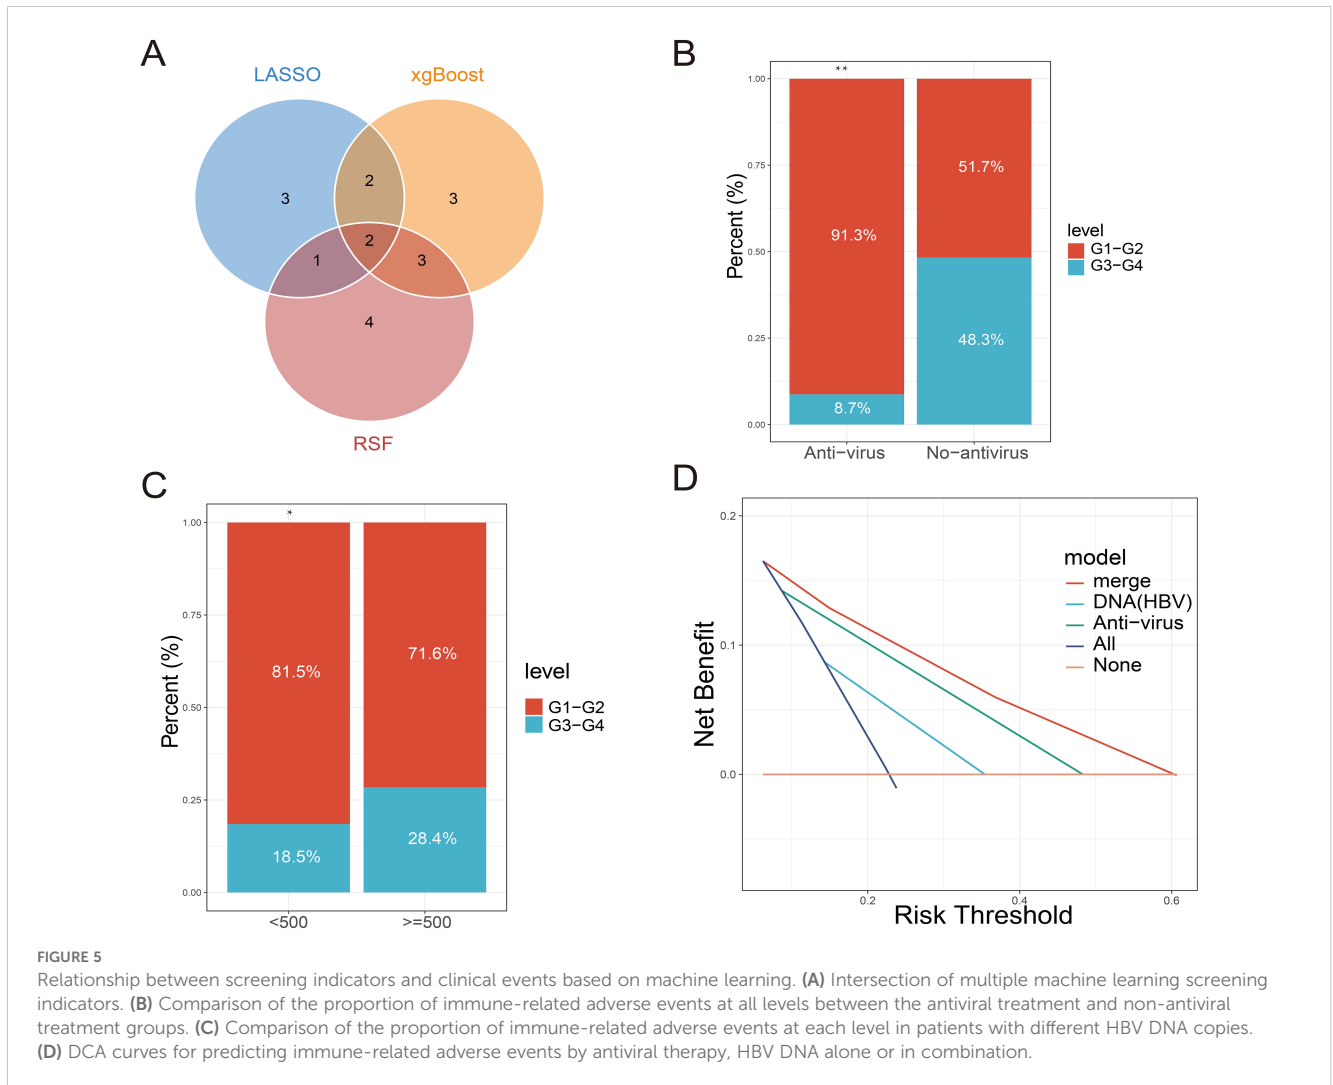 A
LASSO
xgBoost
3
2
3
2
1
3
4
RSF
B
**
1.00
0.75
0.50
0.25
0.00
Percent (%)
51.7%
91.3%
48.3%
8.7%
Anti−virus
No−antivirus
level
G1−G2
G3−G4
C
*
1.00
0.75
0.50
0.25
0.00
Percent (%)
81.5%
71.6%
18.5%
28.4%
<500
>=500
level
G1−G2
G3−G4
D
0.2
0.1
0.0
Net Benefit
model
merge
DNA(HBV)
Anti−virus
All
None
0.2
0.4
0.6
Risk Threshold
FIGURE 5
Relationship between screening indicators and clinical events based on machine learning. (A) Intersection of multiple machine learning screening
indicators. (B) Comparison of the proportion of immune-related adverse events at all levels between the antiviral treatment and non-antiviral
treatment groups. (C) Comparison of the proportion of immune-related adverse events at each level in patients with different HBV DNA copies.
(D) DCA curves for predicting immune-related adverse events by antiviral therapy, HBV DNA alone or in combination.